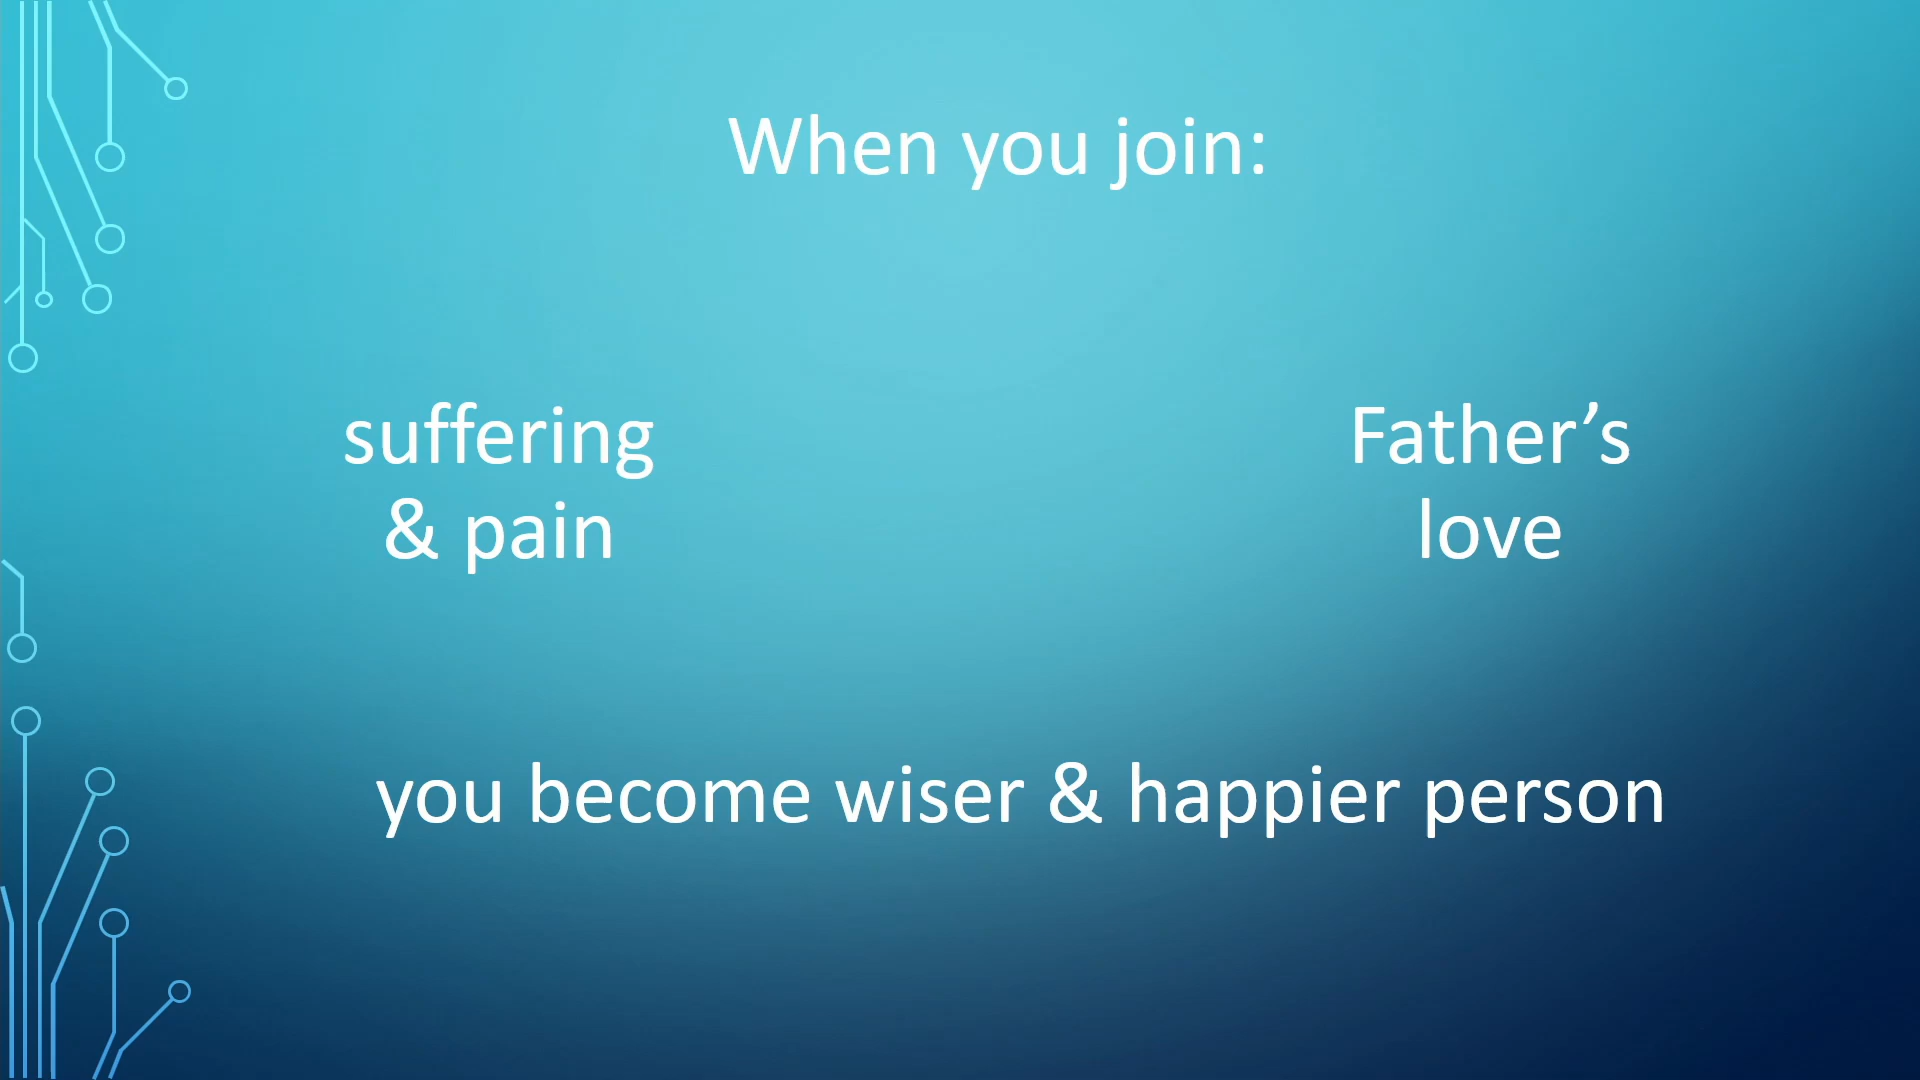 When you join:
suffering
& pain
Father’s
love
you become wiser & happier person